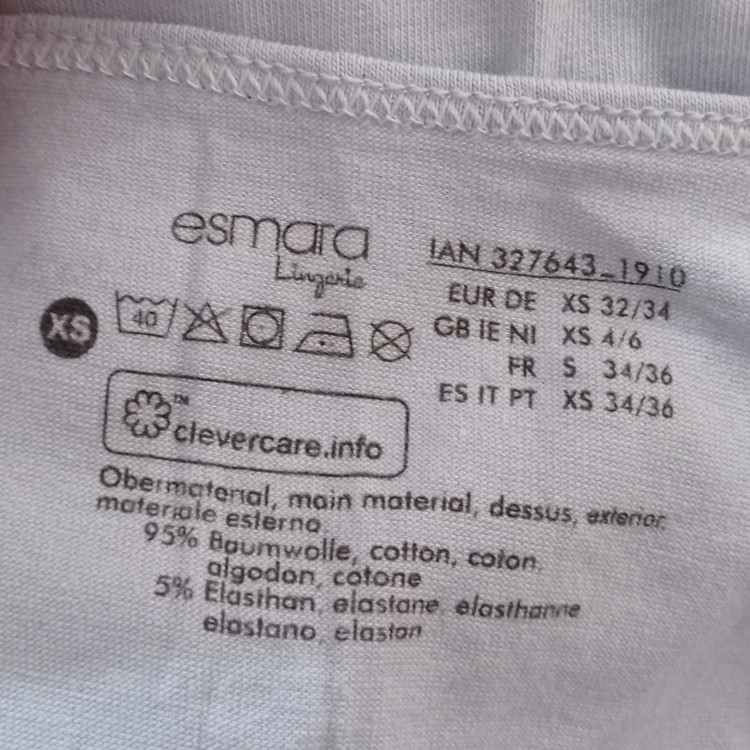 esmara
Lingerie
IAN 327643_1910
EUR DE XS 32/34
GB IE NI XS 4/6
FR S 34/36
ES IT PT XS 34/36
XS
40
clevercare.info
TM
Obermaterial, main material, dessus, exterior,
materiale esterno
95% Baumwolle, cotton, coton,
algodon, cotone
5% Elasthan, elastane, elasthanne
elastano, elastan